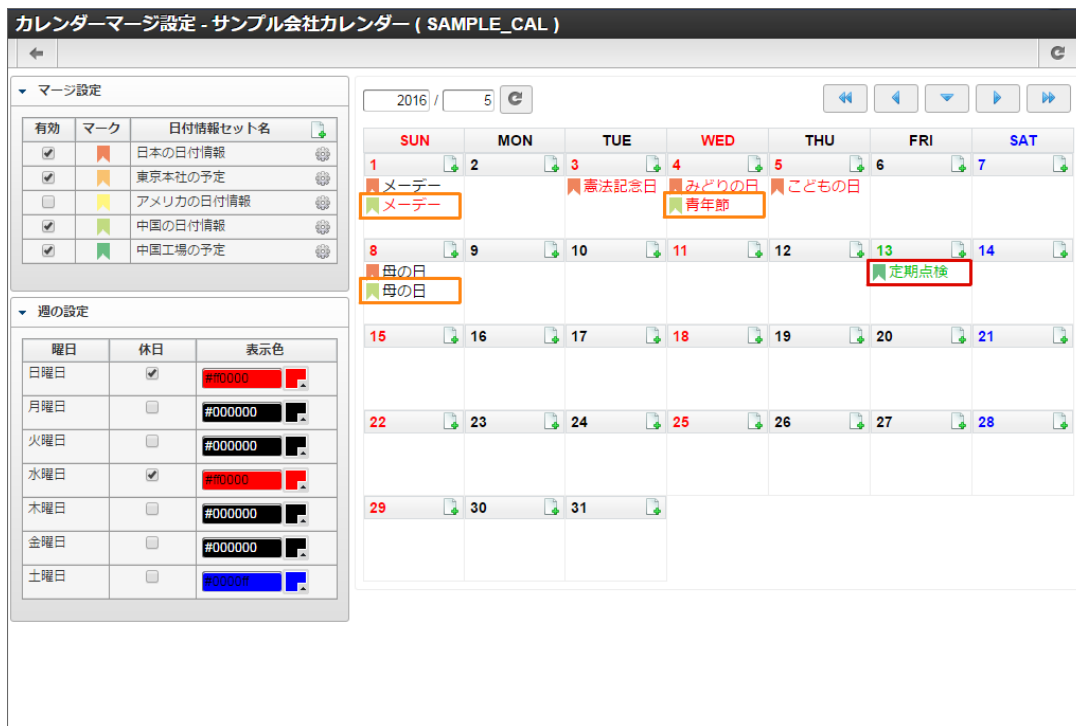 カレンダーマージ設定 - サンプル会社カレンダー ( SAMPLE_CAL )
マージ設定
有効 マーク 日付情報セット名
日本の日付情報
東京本社の予定
アメリカの日付情報
中国の日付情報
中国工場の予定
週の設定
曜日 休日 表示色
日曜日 #ff0000
月曜日 #000000
火曜日 #000000
水曜日 #ff0000
木曜日 #000000
金曜日 #000000
土曜日 #0000ff
2016 / 5
SUN MON TUE WED THU FRI SAT
1 2 3 4 5 6 7
メーデー 憲法記念日 みどりの日 こどもの日
メーデー 青年節
8 9 10 11 12 13 14
母の日 定期点検
母の日
15 16 17 18 19 20 21
22 23 24 25 26 27 28
29 30 31